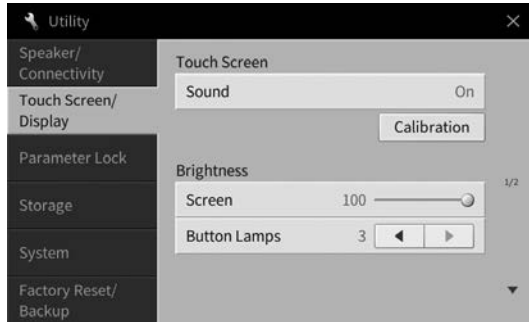 Utility
Speaker/
Connectivity
Touch Screen/
Display
Parameter Lock
Storage
System
Factory Reset/
Backup
Touch Screen
Sound On
Calibration
Brightness
Screen 100
Button Lamps 3
1/2